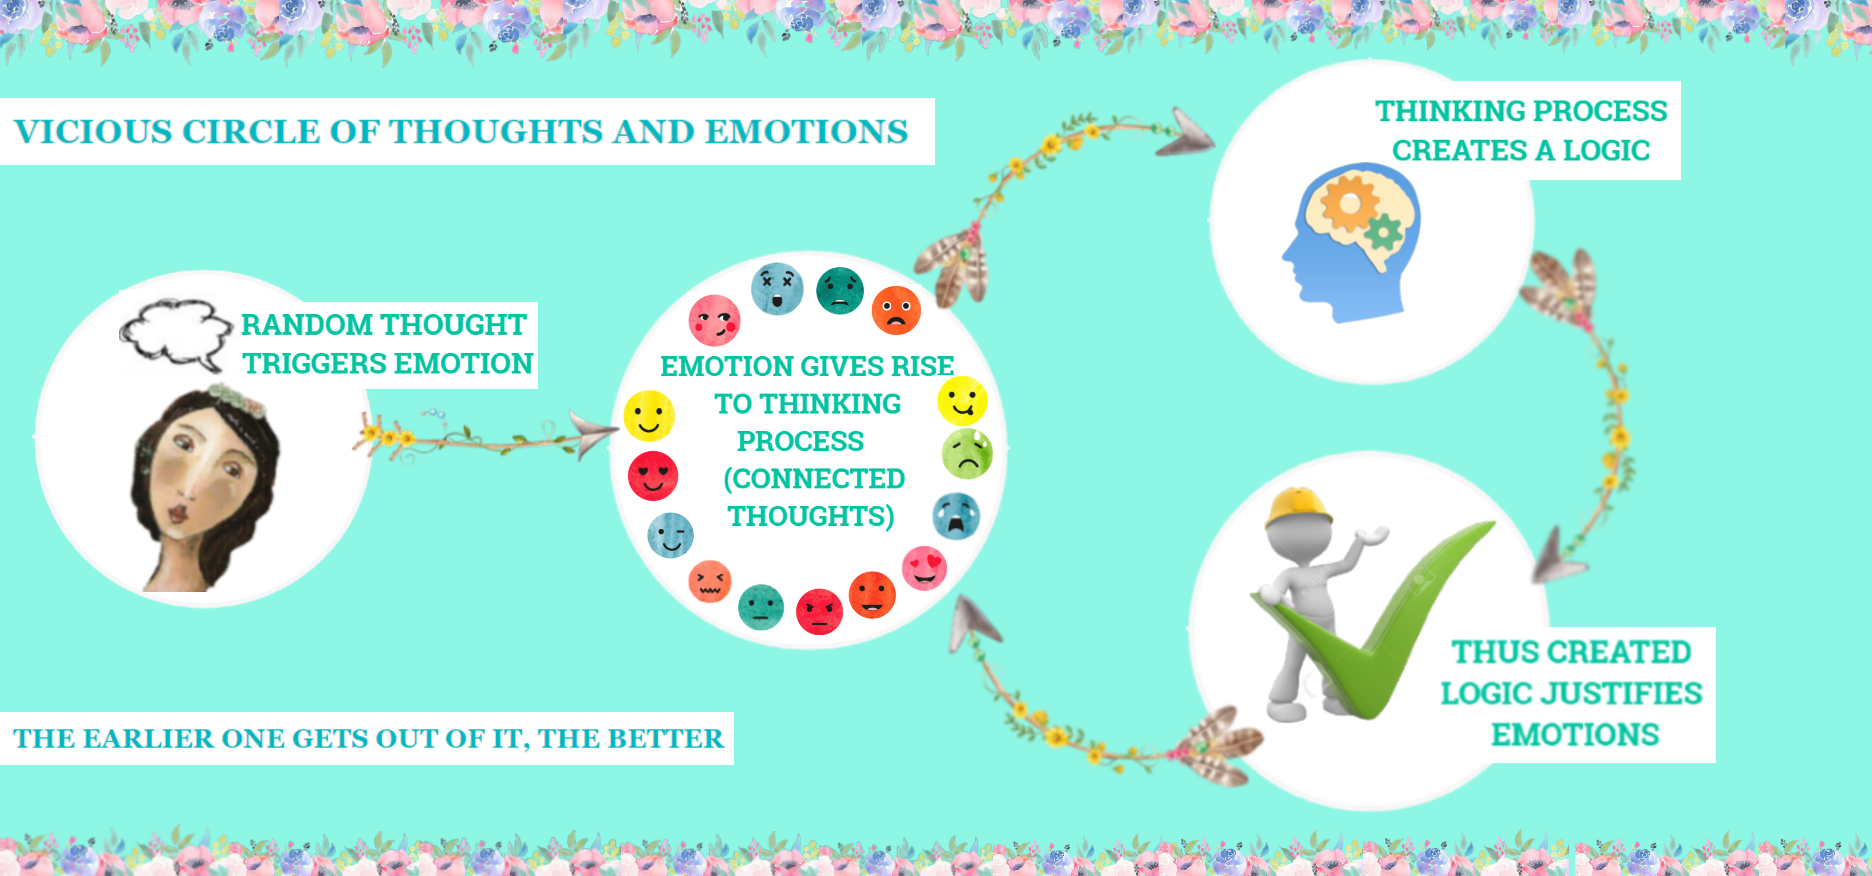 VICIOUS CIRCLE OF THOUGHTS AND EMOTIONS
THINKING PROCESS
CREATES A LOGIC
RANDOM THOUGHT
TRIGGERS EMOTION
EMOTION GIVES RISE
TO THINKING
PROCESS
(CONNECTED
THOUGHTS)
THUS CREATED
LOGIC JUSTIFIES
EMOTIONS
THE EARLIER ONE GETS OUT OF IT, THE BETTER